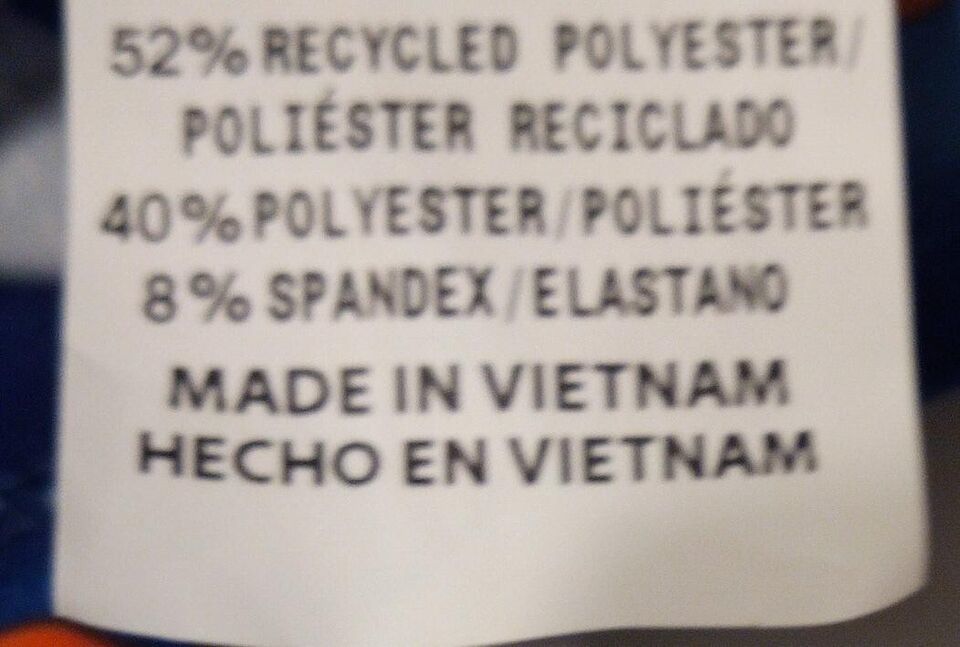 52% RECYCLED POLYESTER/
POLIÉSTER RECICLADO
40% POLYESTER/POLIÉSTER
8% SPANDEX/ELASTANO
MADE IN VIETNAM
HECHO EN VIETNAM